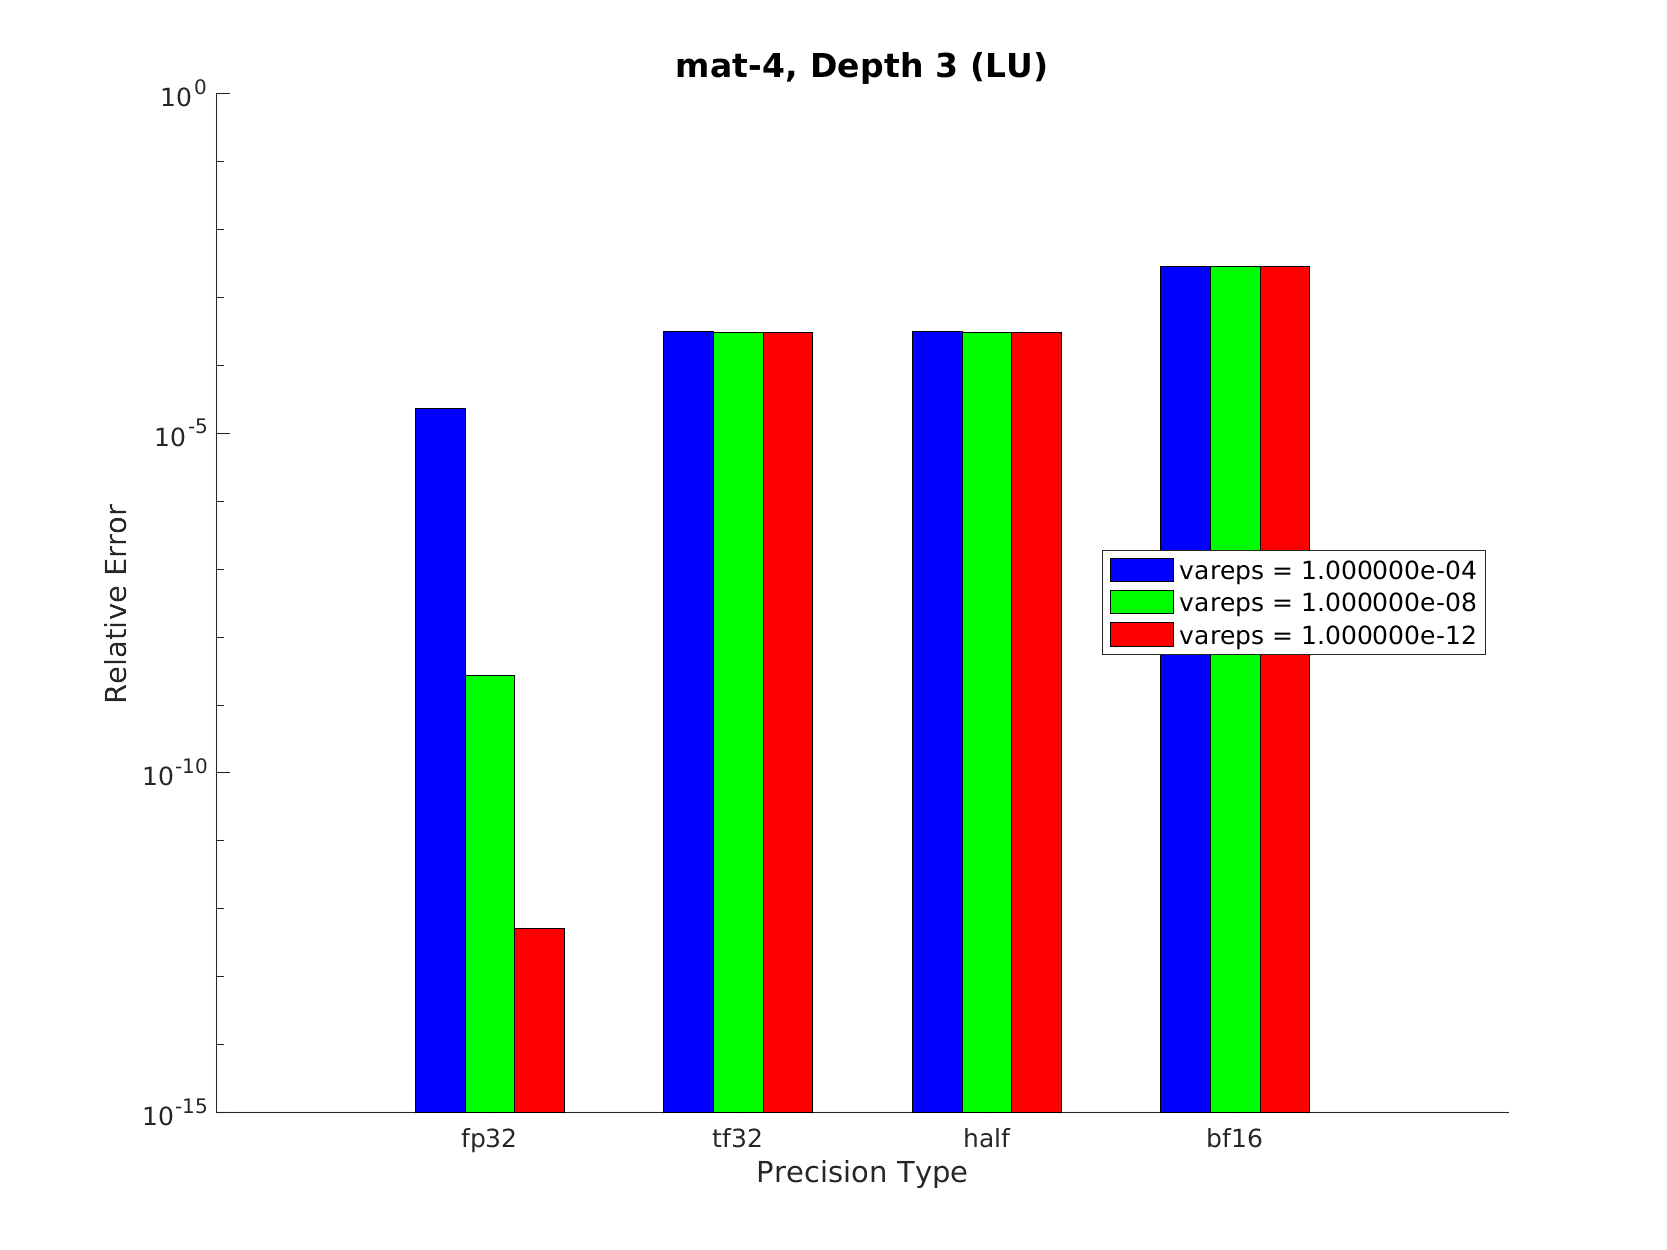 mat-4, Depth 3 (LU)
10^0
10^-5
10^-10
10^-15
Relative Error
vareps = 1.000000e-04
vareps = 1.000000e-08
vareps = 1.000000e-12
fp32 tf32 half bf16
Precision Type